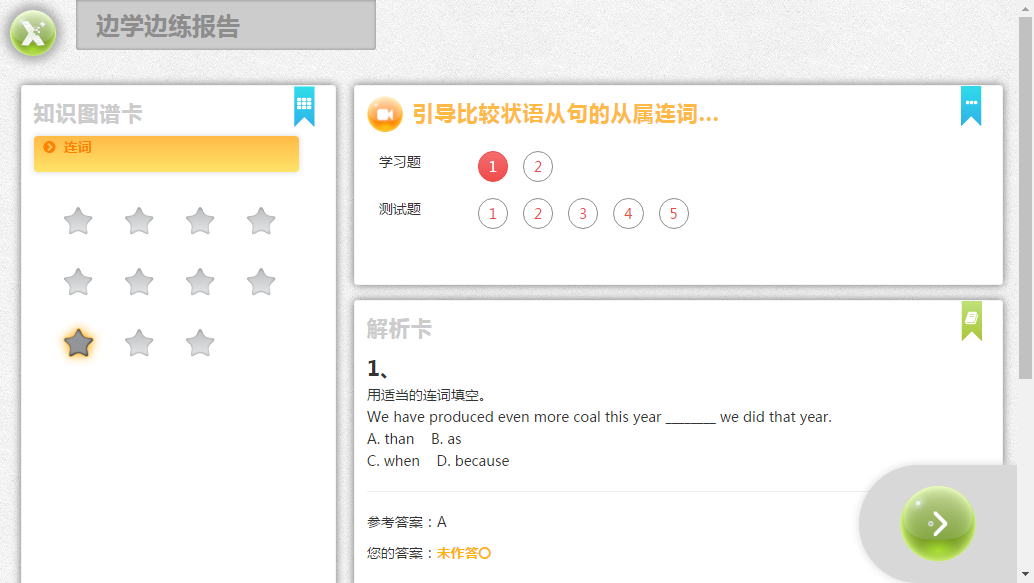 边学边练报告
知识图谱卡
连词
引导比较状语从句的从属连词...
学习题 1 2
测试题 1 2 3 4 5
解析卡
1、
用适当的连词填空。
We have produced even more coal this year ________ we did that year.
A. than B. as
C. when D. because
参考答案：A
您的答案：未作答